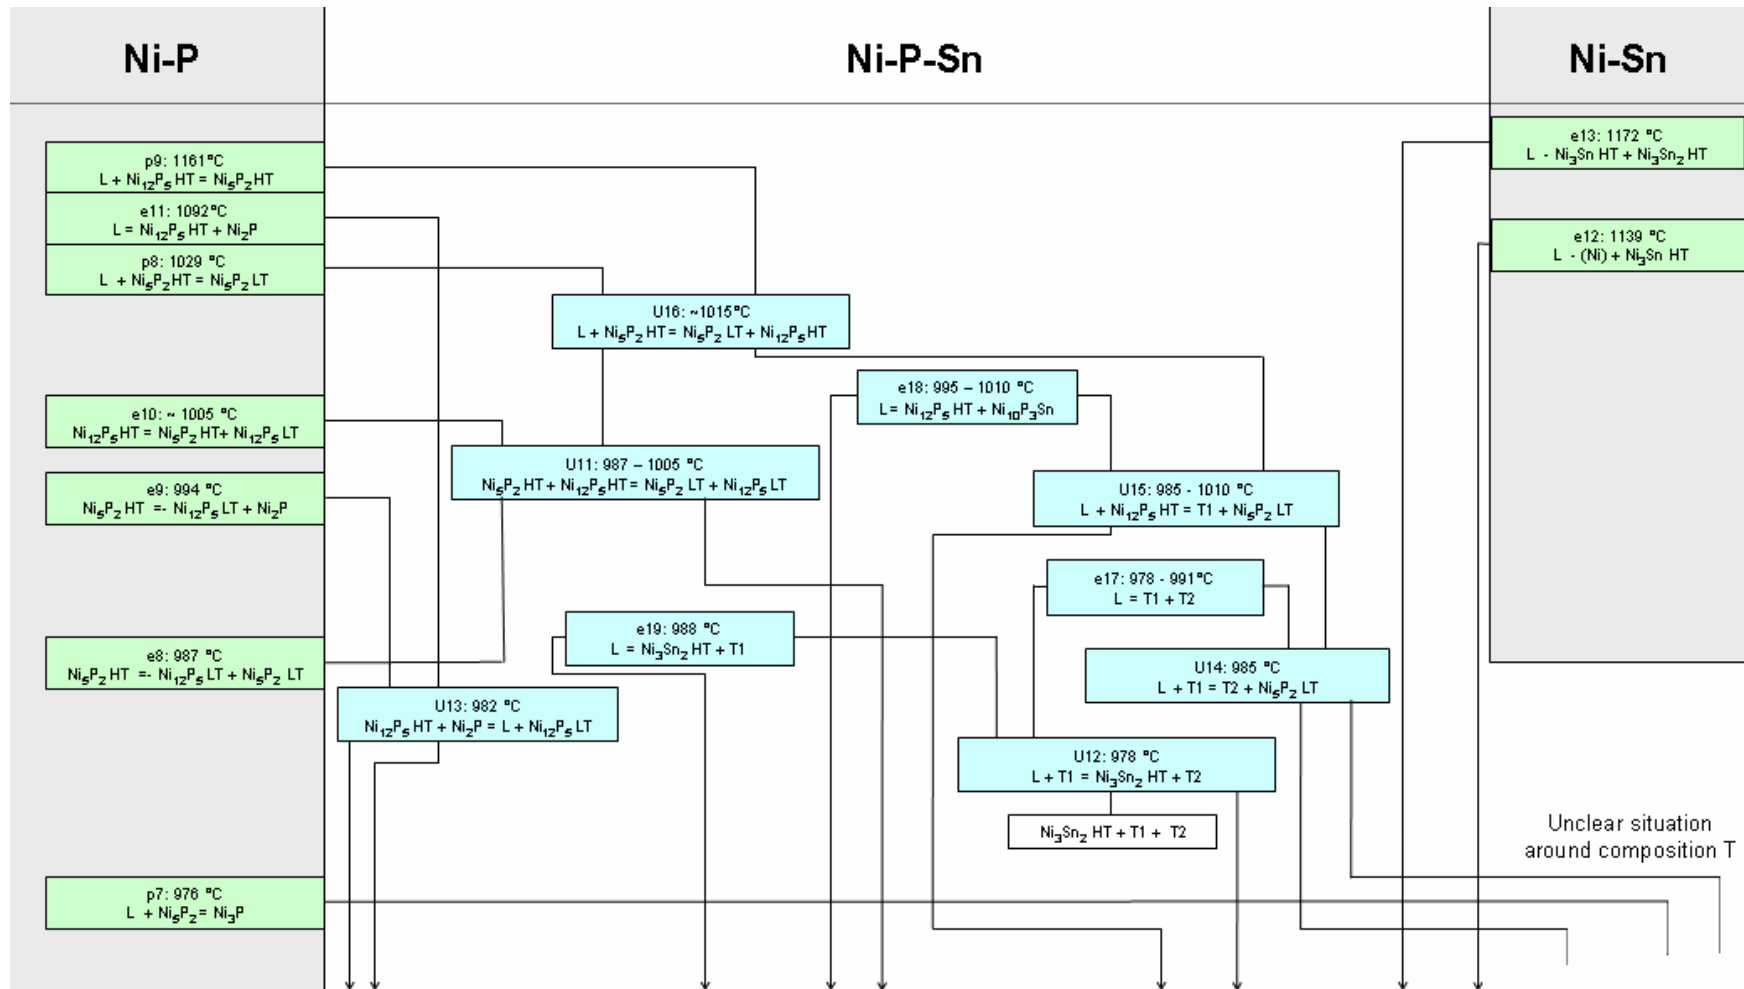 Ni-P
Ni-P-Sn
Ni-Sn
p9: 1161°C
L + Ni₁₂P₅ HT = Ni₅P₂ HT
e11: 1092°C
L = Ni₁₂P₅ HT + Ni₂P
p8: 1029 °C
L + Ni₅P₂ HT = Ni₅P₂ LT
e13: 1172 °C
L - Ni₃Sn HT + Ni₃Sn₂ HT
e12: 1139 °C
L - (Ni) + Ni₃Sn HT
U16: ~1015°C
L + Ni₅P₂ HT = Ni₅P₂ LT + Ni₁₂P₅ HT
e18: 995 – 1010 °C
L = Ni₁₂P₅ HT + Ni₁₀P₃Sn
e10: ~ 1005 °C
Ni₁₂P₅ HT = Ni₅P₂ HT + Ni₁₂P₅ LT
U11: 987 – 1005 °C
Ni₅P₂ HT + Ni₁₂P₅ HT = Ni₅P₂ LT + Ni₁₂P₅ LT
e9: 994 °C
Ni₅P₂ HT =- Ni₁₂P₅ LT + Ni₂P
U15: 985 - 1010 °C
L + Ni₁₂P₅ HT = T1 + Ni₅P₂ LT
e17: 978 - 991°C
L = T1 + T2
e19: 988 °C
L = Ni₃Sn₂ HT + T1
e8: 987 °C
Ni₅P₂ HT =- Ni₁₂P₅ LT + Ni₅P₂ LT
U14: 985 °C
L + T1 = T2 + Ni₅P₂ LT
U13: 982 °C
Ni₁₂P₅ HT + Ni₂P = L + Ni₁₂P₅ LT
U12: 978 °C
L + T1 = Ni₃Sn₂ HT + T2
Ni₃Sn₂ HT + T1 + T2
Unclear situation
around composition T
p7: 976 °C
L + Ni₅P₂ = Ni₃P